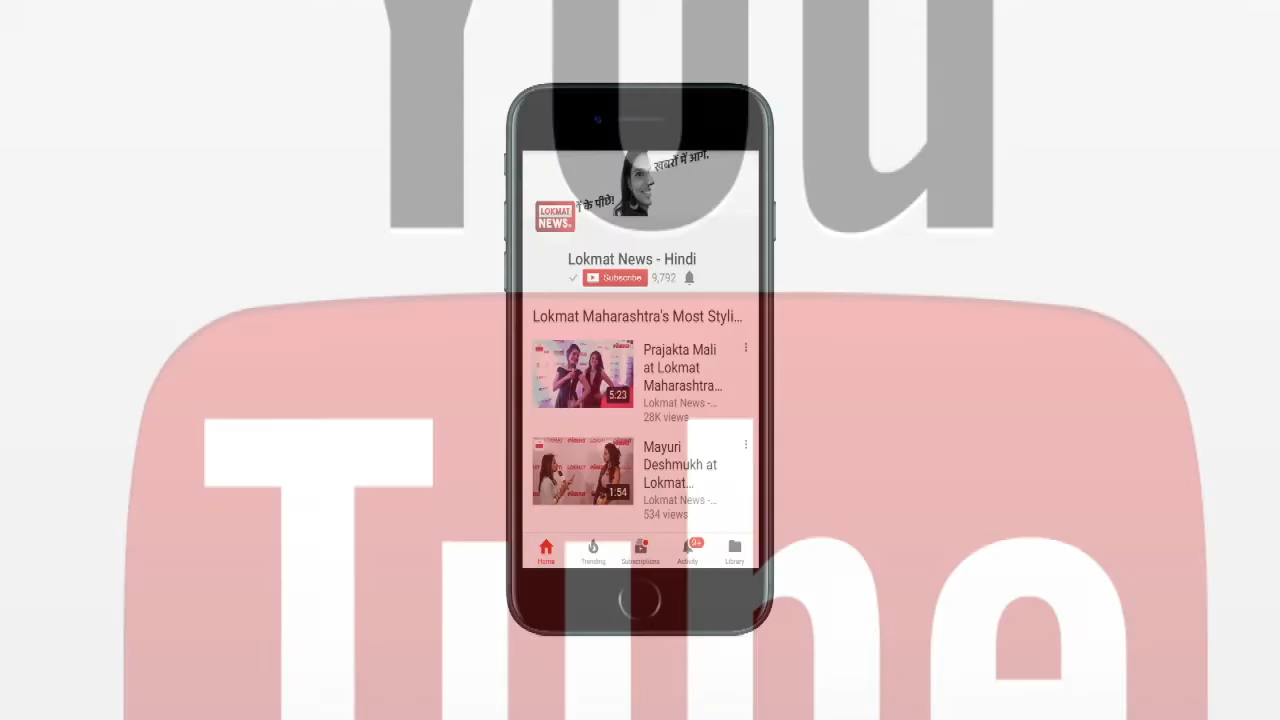 You
Tube
खबरों में आगे,
के पीछे!
LOKMAT
NEWS
Lokmat News - Hindi
Subscribe 9,792
Lokmat Maharashtra's Most Styli...
Prajakta Mali
at Lokmat
Maharashtra...
Lokmat News -...
28K views
5:23
Mayuri
Deshmukh at
Lokmat...
Lokmat News -...
534 views
1:54
9+
Home Trending Subscriptions Activity Library